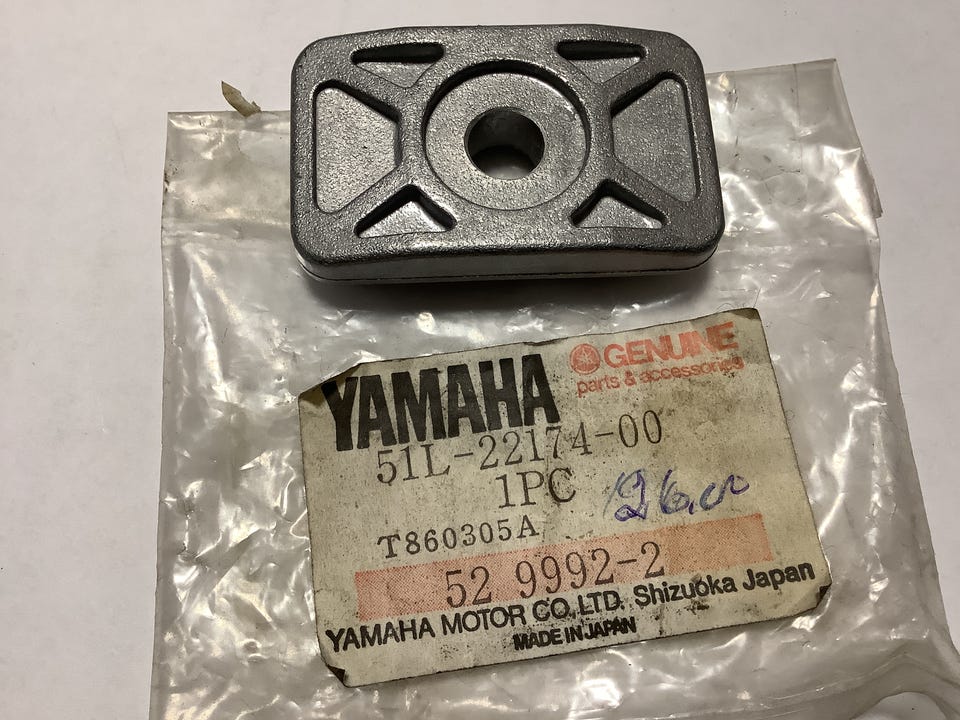 YAMAHA
GENUINE
parts & accessories
51L-22174-00
1PC
T860305A
52 9992-2
YAMAHA MOTOR CO.LTD. Shizuoka Japan
MADE IN JAPAN